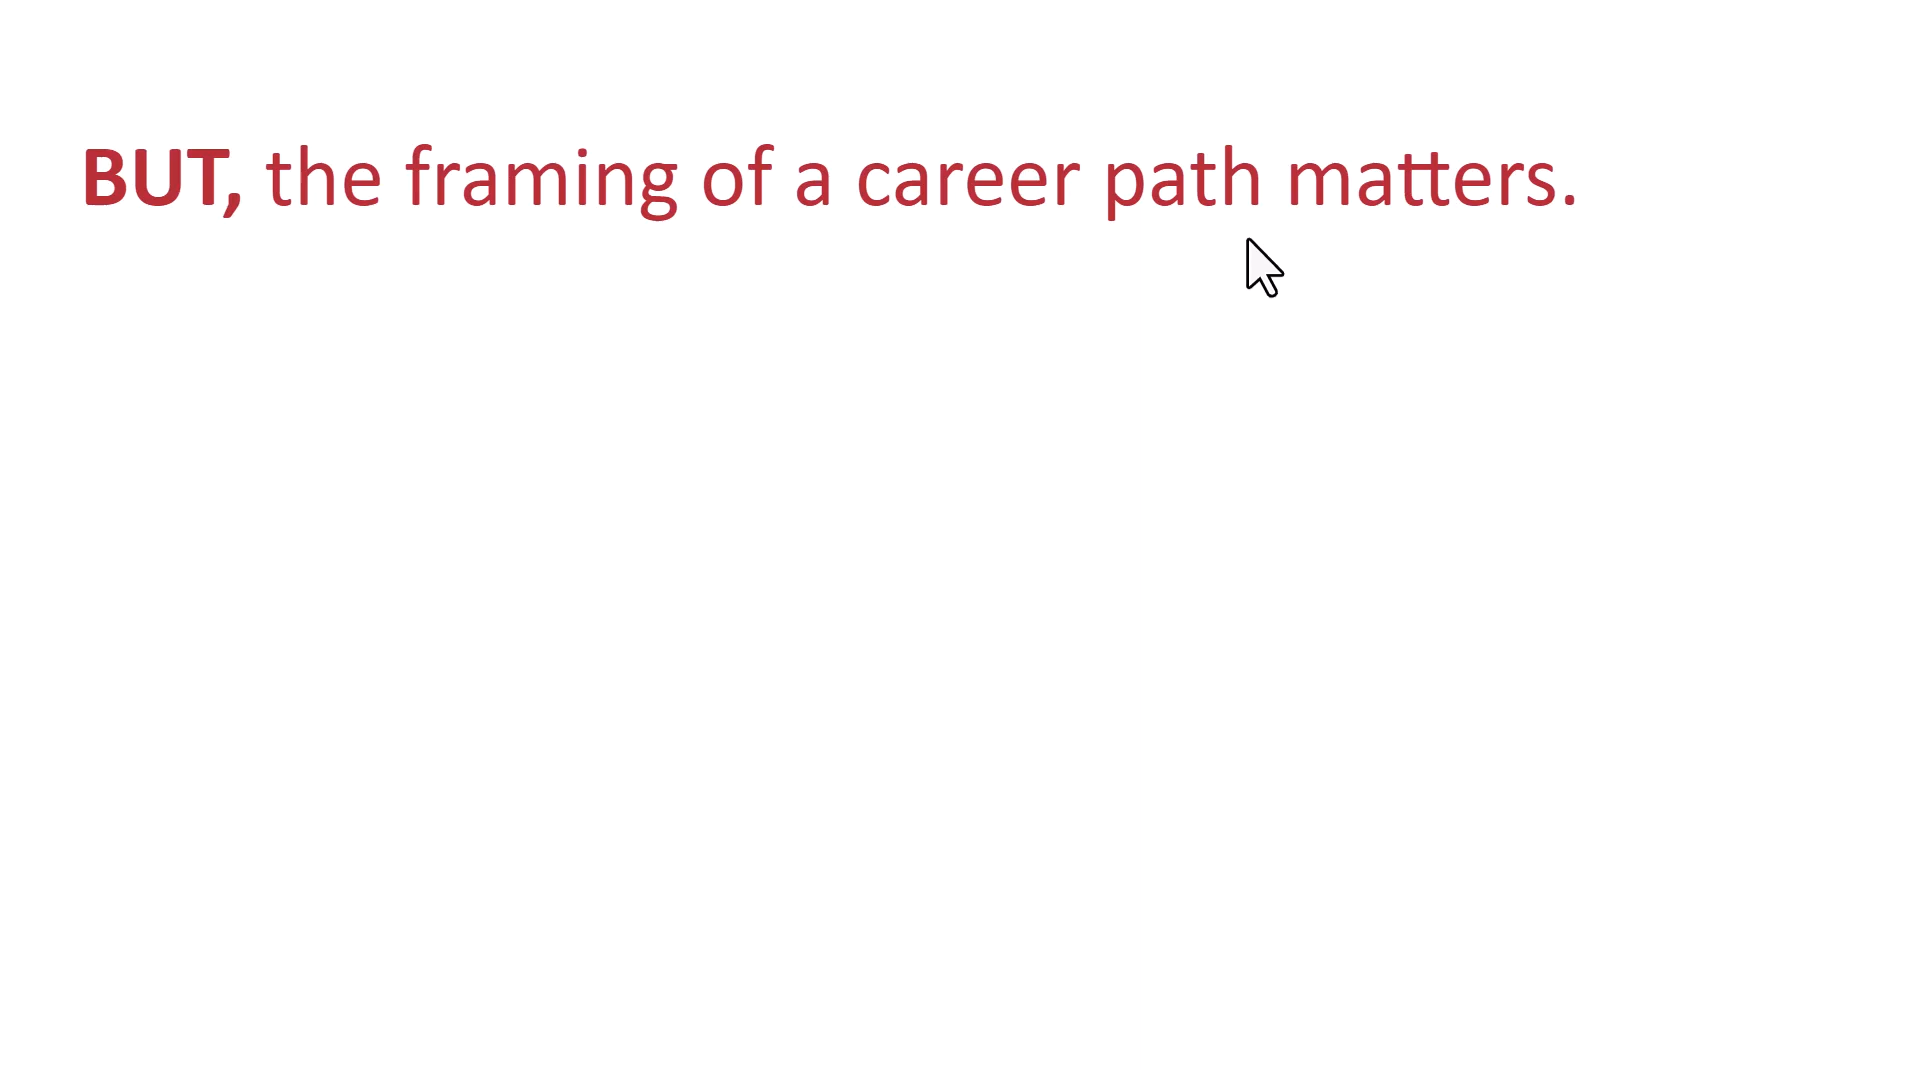 BUT, the framing of a career path matters.